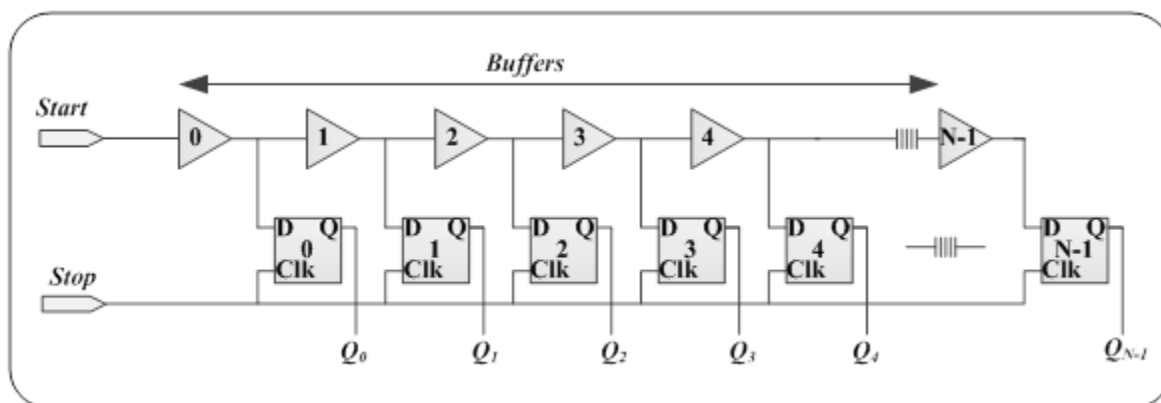 Buffers
Start
0 1 2 3 4 N-1
D Q D Q D Q D Q D Q D Q
0 1 2 3 4 N-1
Clk Clk Clk Clk Clk Clk
Stop
Q0 Q1 Q2 Q3 Q4 QN-1